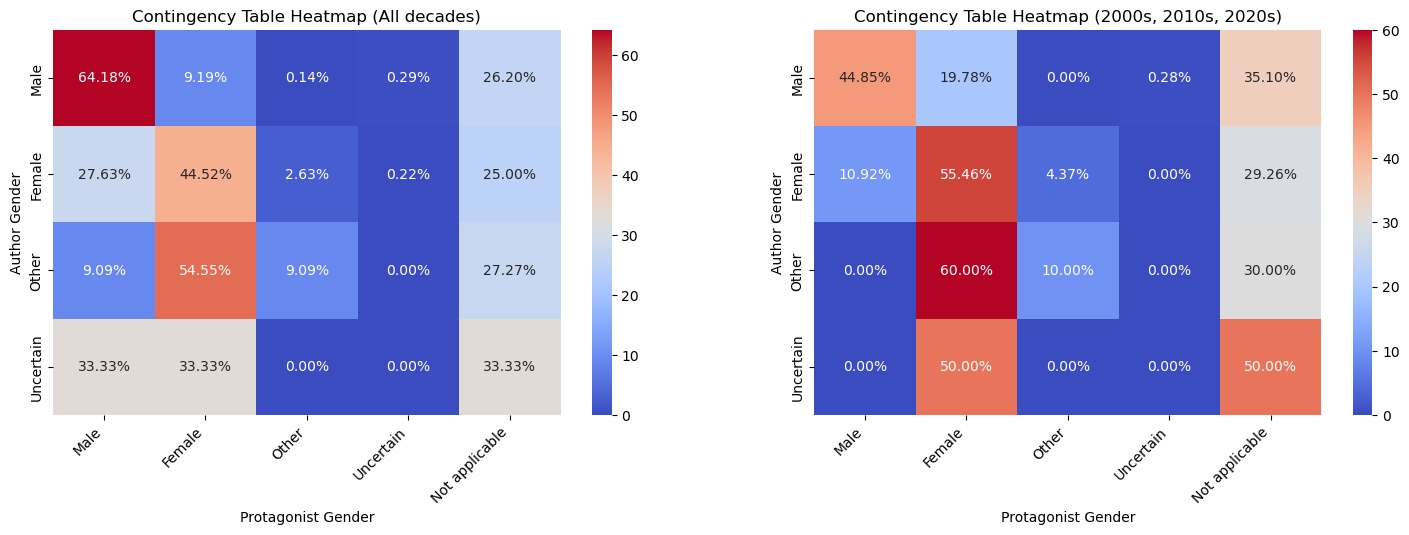 Contingency Table Heatmap (All decades)
Author Gender
Male
64.18% 9.19% 0.14% 0.29% 26.20%
Female
27.63% 44.52% 2.63% 0.22% 25.00%
Other
9.09% 54.55% 9.09% 0.00% 27.27%
Uncertain
33.33% 33.33% 0.00% 0.00% 33.33%
Male Female Other Uncertain Not applicable
Protagonist Gender
60
50
40
30
20
10
0
Contingency Table Heatmap (2000s, 2010s, 2020s)
Author Gender
Male
44.85% 19.78% 0.00% 0.28% 35.10%
Female
10.92% 55.46% 4.37% 0.00% 29.26%
Other
0.00% 60.00% 10.00% 0.00% 30.00%
Uncertain
0.00% 50.00% 0.00% 0.00% 50.00%
Male Female Other Uncertain Not applicable
Protagonist Gender
60
50
40
30
20
10
0